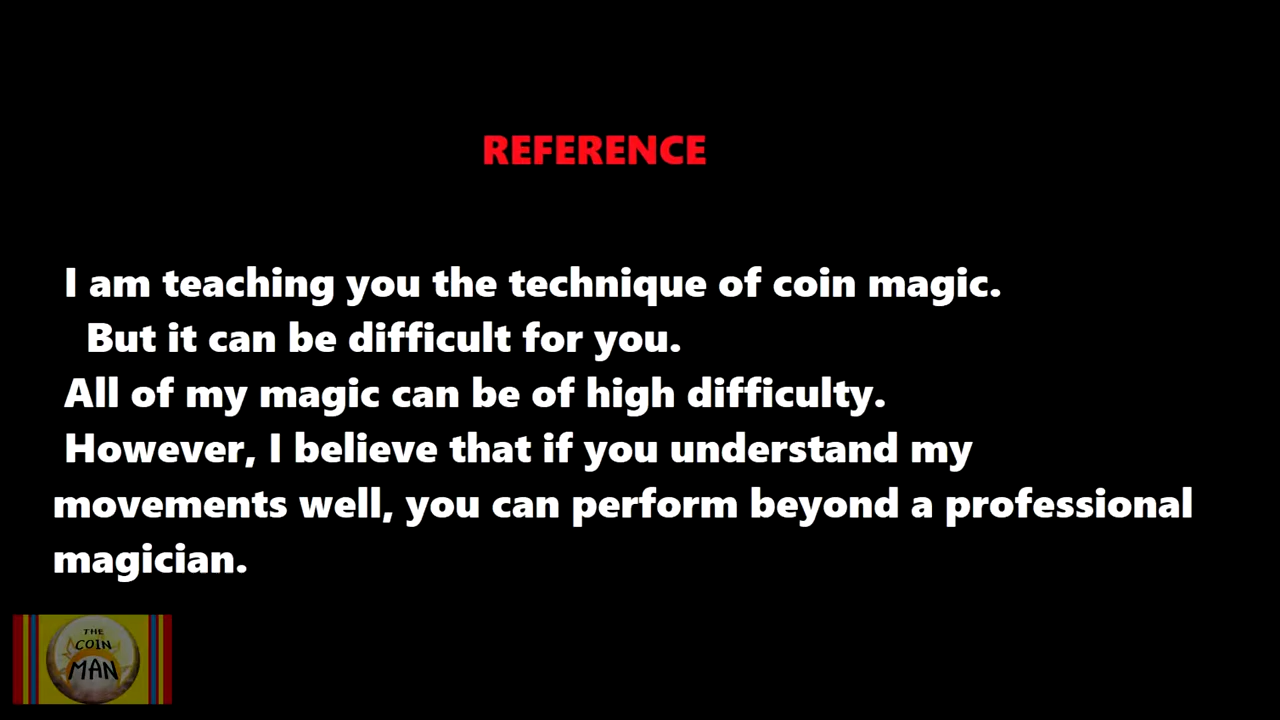 REFERENCE
I am teaching you the technique of coin magic.
But it can be difficult for you.
All of my magic can be of high difficulty.
However, I believe that if you understand my
movements well, you can perform beyond a professional
magician.
THE
COIN
MAN